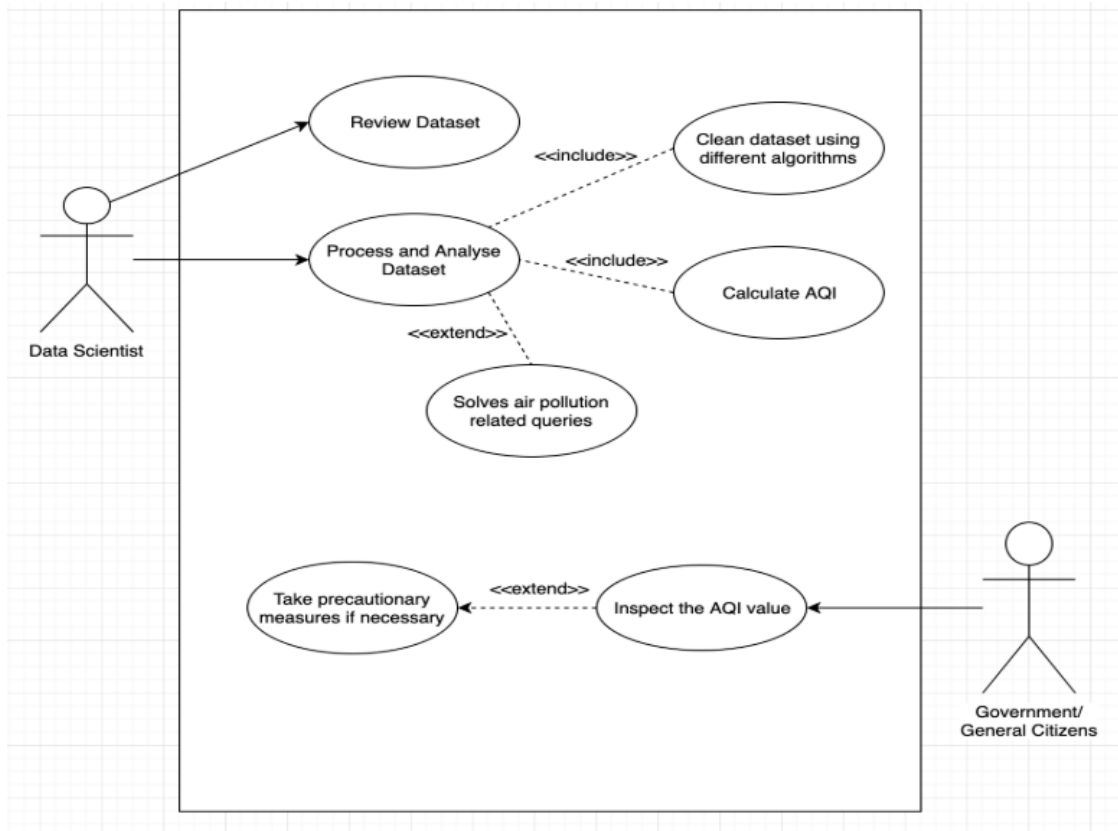 Review Dataset
Clean dataset using
different algorithms
<<include>>
Process and Analyse
Dataset
<<include>>
Calculate AQI
<<extend>>
Data Scientist
Solves air pollution
related queries
<<extend>>
Take precautionary
measures if necessary
Inspect the AQI value
Government/
General Citizens